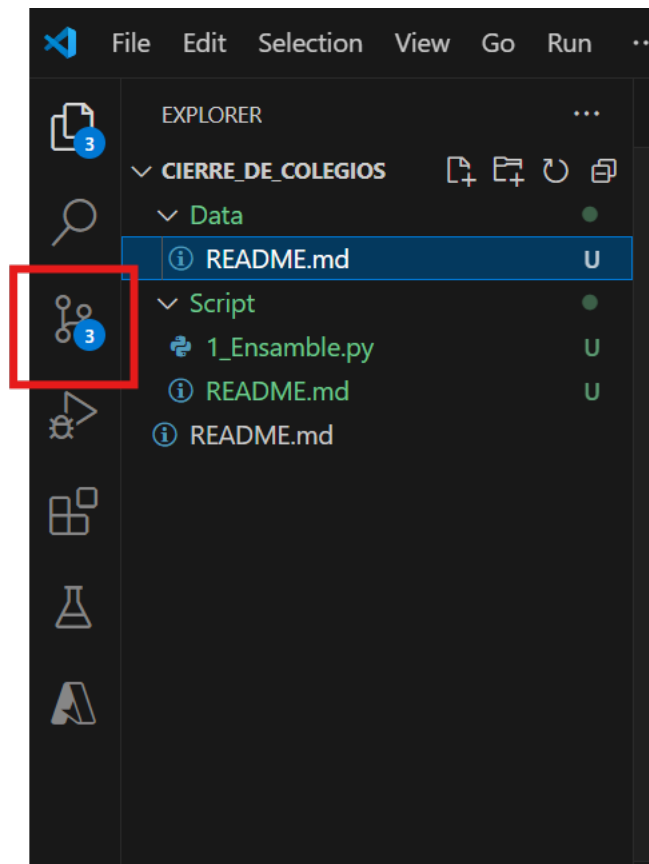 File Edit Selection View Go Run ...
3
EXPLORER ...
CIERRE_DE_COLEGIOS
Data
README.md U
3
Script
1_Ensamble.py U
README.md U
README.md